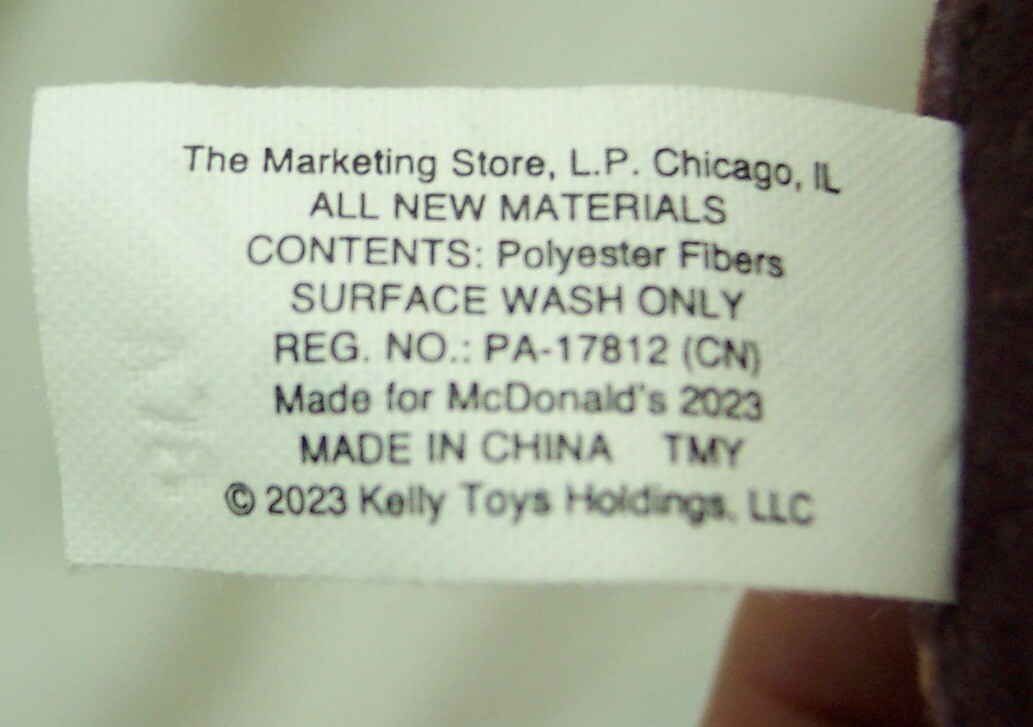 The Marketing Store, L.P. Chicago, IL
ALL NEW MATERIALS
CONTENTS: Polyester Fibers
SURFACE WASH ONLY
REG. NO.: PA-17812 (CN)
Made for McDonald's 2023
MADE IN CHINA TMY
© 2023 Kelly Toys Holdings, LLC